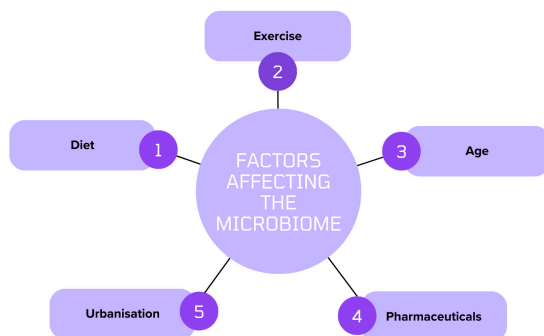 Exercise
2
Diet
1
3
Age
FACTORS
AFFECTING
THE
MICROBIOME
Urbanisation
5
4
Pharmaceuticals